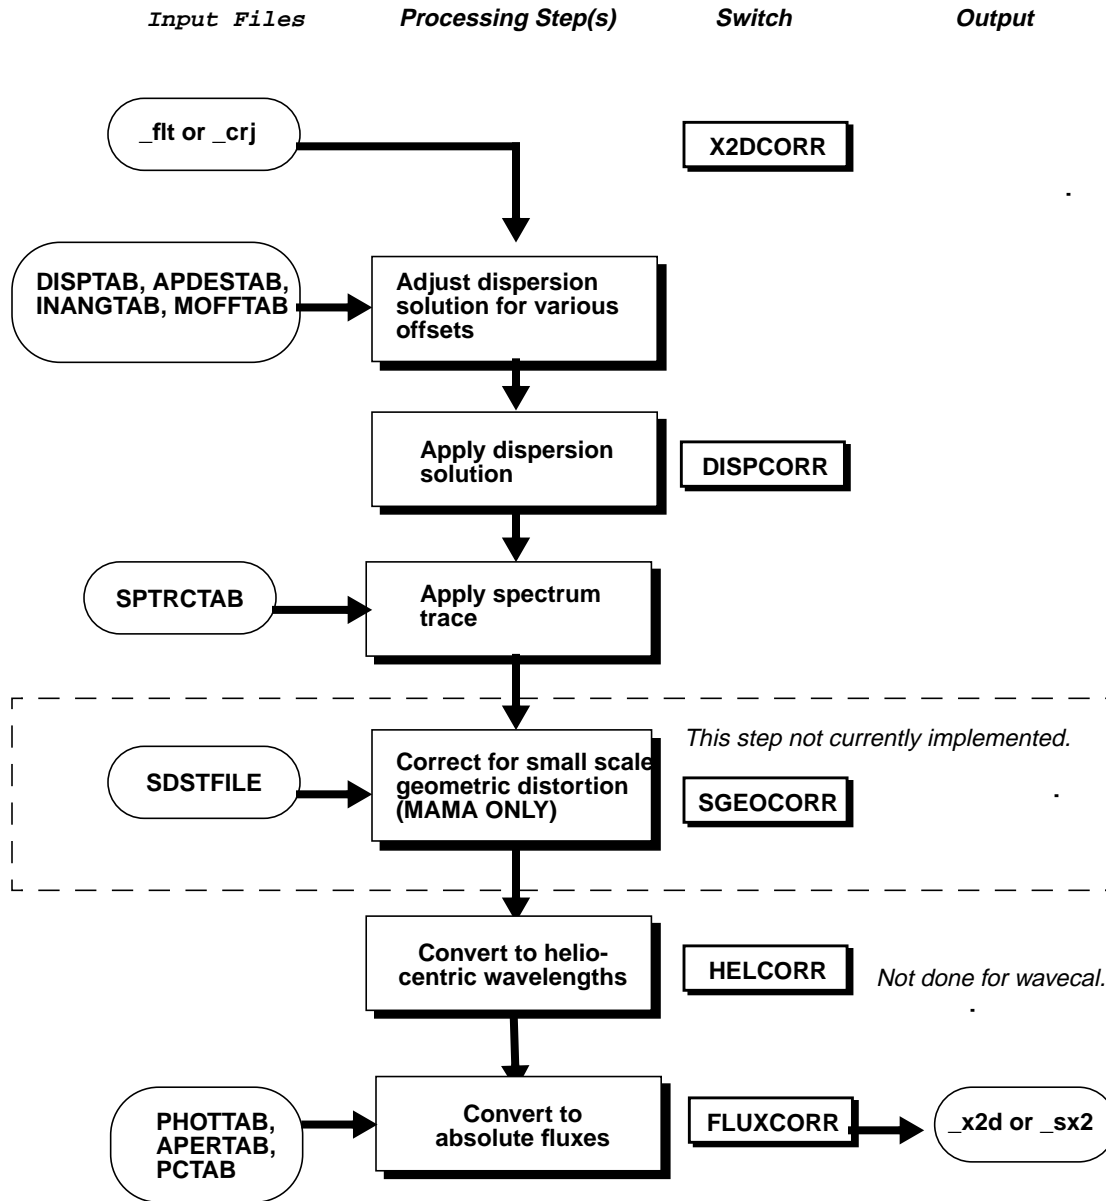 Input Files Processing Step(s) Switch Output
_flt or _crj
X2DCORR
DISPTAB, APDESTAB,
INANGTAB, MOFFTAB
Adjust dispersion
solution for various
offsets
Apply dispersion
solution
DISPCORR
SPTRCTAB
Apply spectrum
trace
This step not currently implemented.
SDSTFILE
Correct for small scale
geometric distortion
(MAMA ONLY)
SGEOCORR
Convert to helio-
centric wavelengths
HELCORR
Not done for wavecal.
PHOTTAB,
APERTAB,
PCTAB
Convert to
absolute fluxes
FLUXCORR
_x2d or _sx2